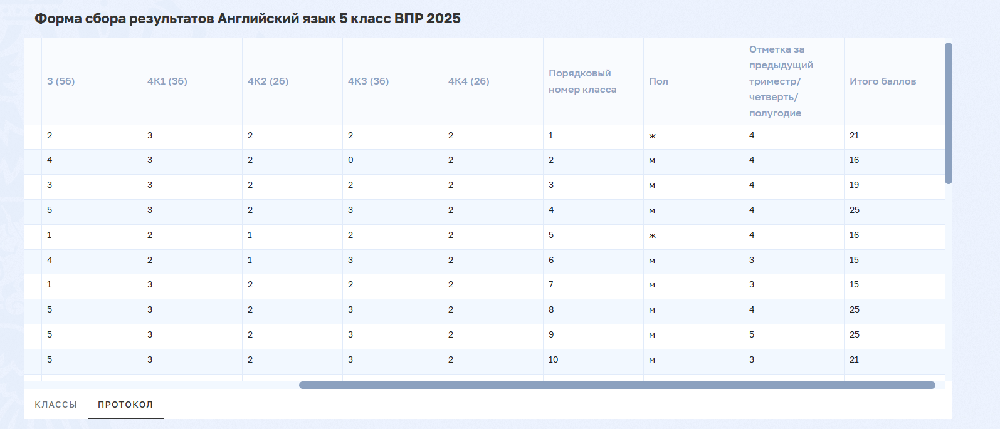 Форма сбора результатов Английский язык 5 класс ВПР 2025
3 (5б) 4К1 (3б) 4К2 (2б) 4К3 (3б) 4К4 (2б) Порядковый номер класса Пол Отметка за предыдущий триместр/ четверть/ полугодие Итого баллов
2 3 2 2 2 1 ж 4 21
4 3 2 0 2 2 м 4 16
3 3 2 2 2 3 м 4 19
5 3 2 3 2 4 м 4 25
1 2 1 2 2 5 ж 4 16
4 2 1 3 2 6 м 3 15
1 3 2 2 2 7 м 3 15
5 3 2 3 2 8 м 4 25
5 3 2 3 2 9 м 5 25
5 3 2 3 2 10 м 3 21
КЛАССЫ ПРОТОКОЛ